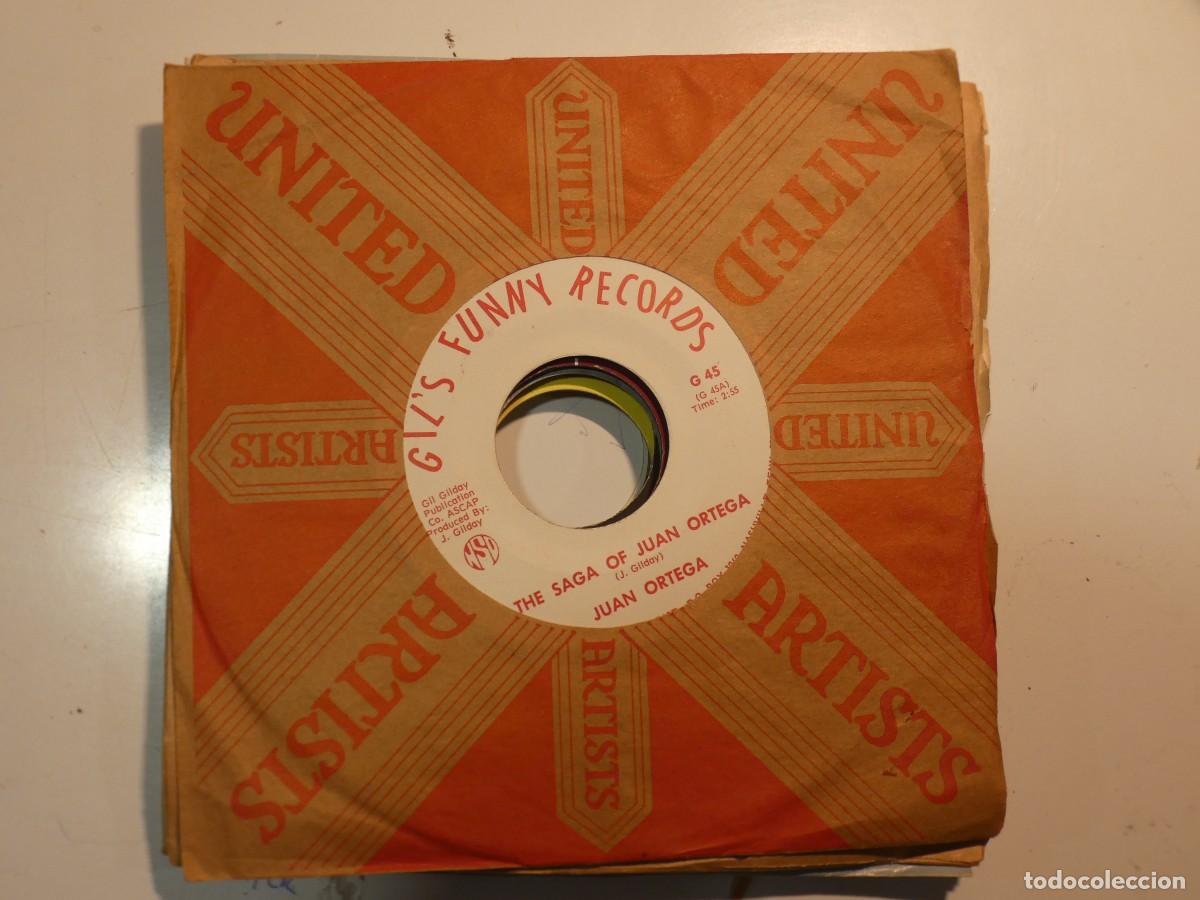 UNITED
UNITED
UNITED
GIL'S FUNNY RECORDS
G 45
(G 45A)
Time: 2:55
ARTISTS
UNITED
Gil Gilday
Publication
Co. ASCAP
Produced By:
J. Gilday
NSD
THE SAGA OF JUAN ORTEGA
(J. Gilday)
JUAN ORTEGA
ARTISTS
ARTISTS
ARTISTS
todocoleccion